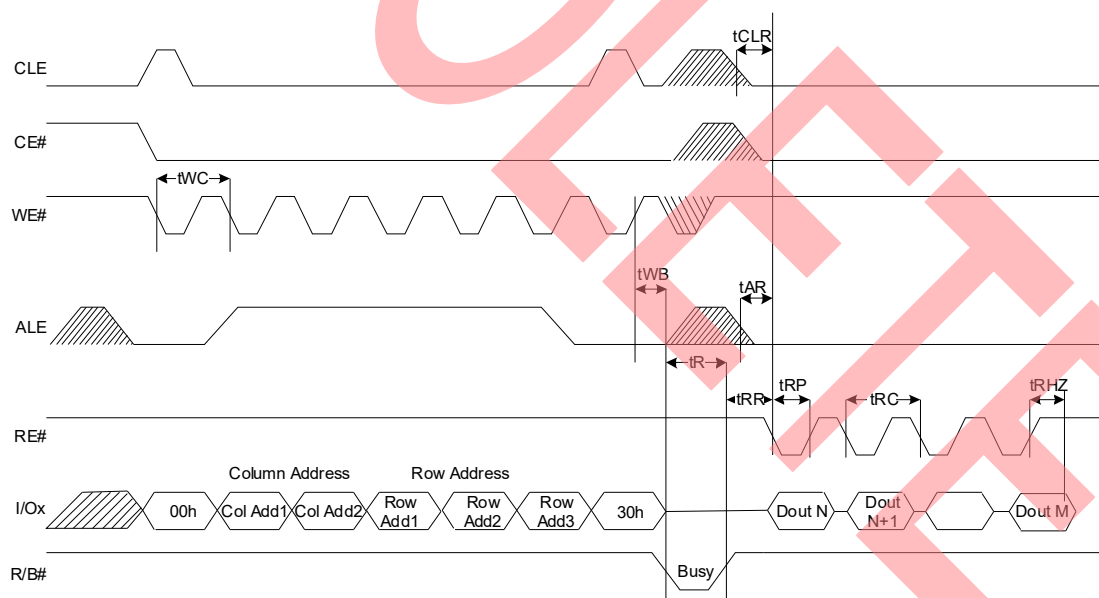 tCLR
CLE
CE#
tWC
WE#
tWB
tAR
ALE
tR
tRR
tRP
tRC
tRHZ
RE#
Column Address
Row Address
I/Ox
00h
Col Add1
Col Add2
Row
Add1
Row
Add2
Row
Add3
30h
Dout N
Dout
N+1
Dout M
R/B#
Busy